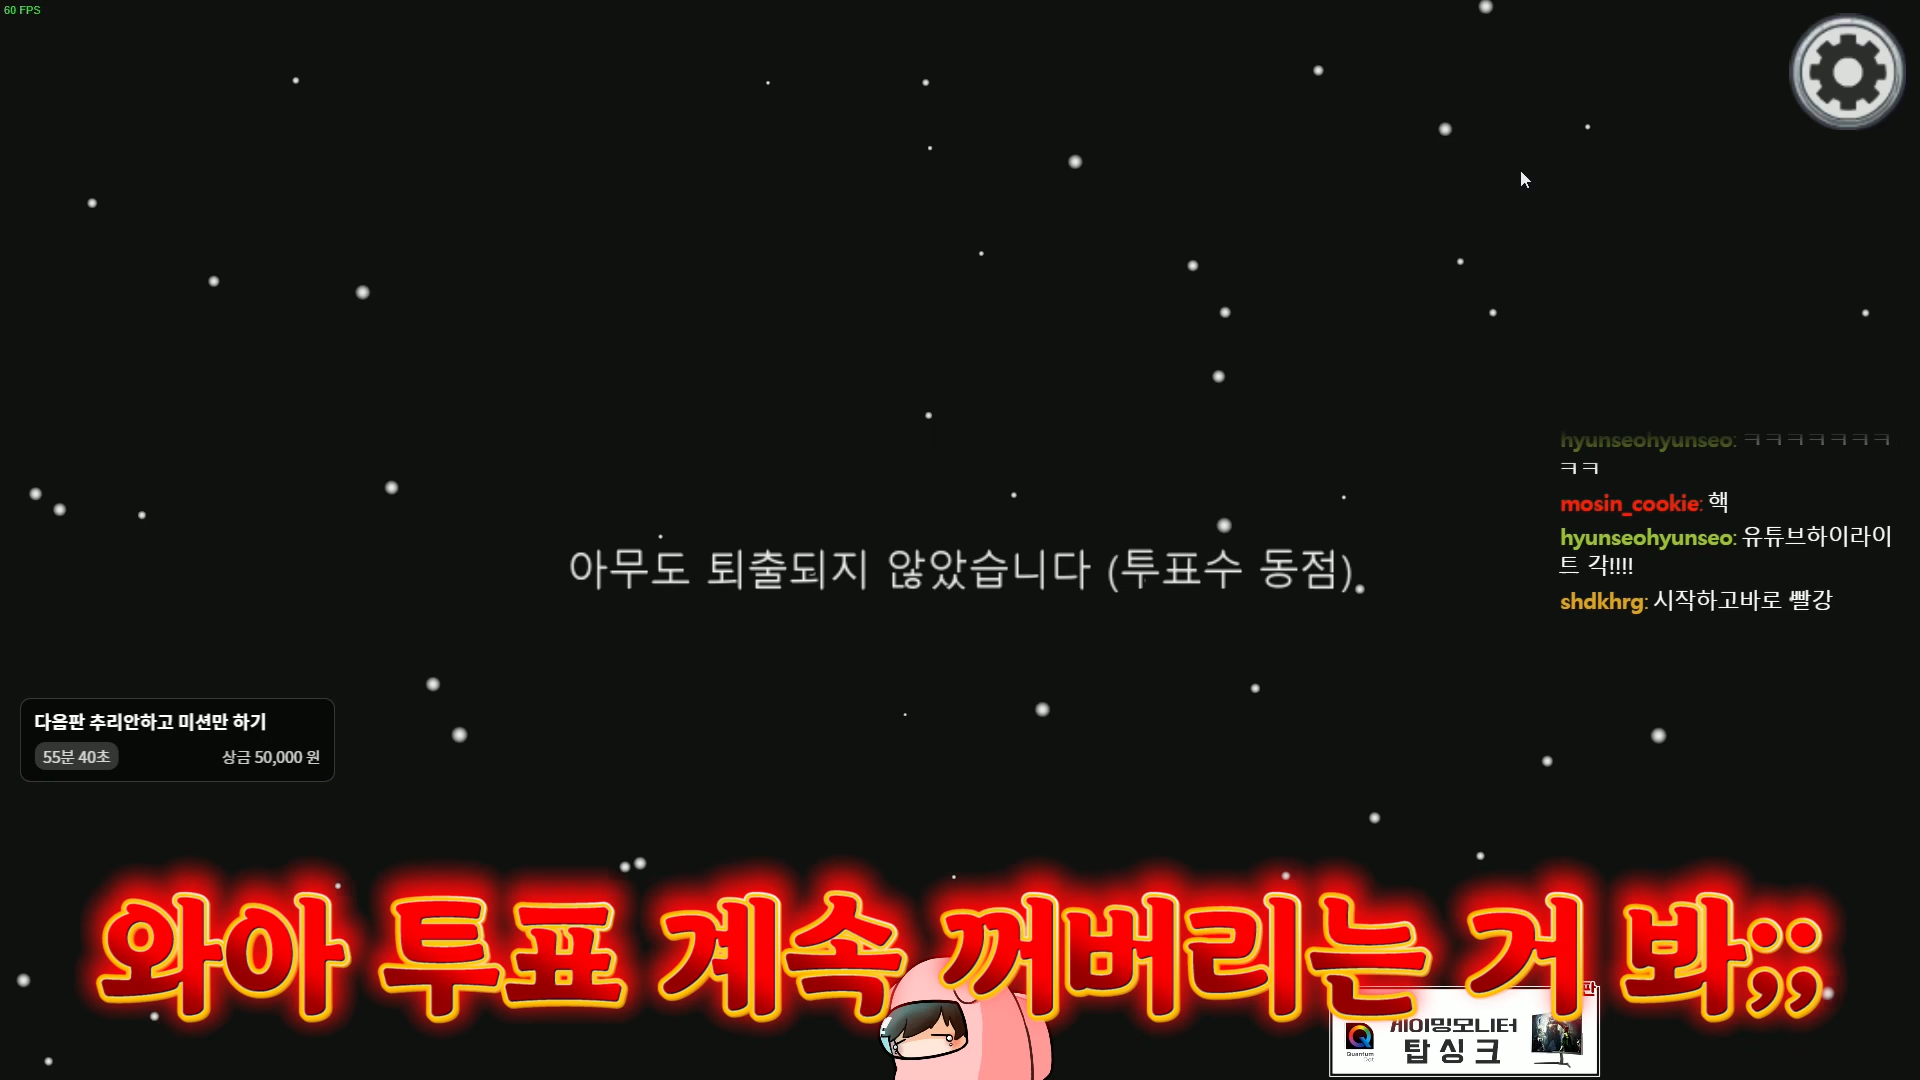 60 FPS
hyunseohyunseo: ㅋㅋㅋㅋㅋㅋㅋ
ㅋㅋ
mosin_cookie: 핵
hyunseohyunseo: 유튜브하이라이
트 각!!!!
shdkhrg: 시작하고바로 빨강
아무도 퇴출되지 않았습니다 (투표수 동점).
다음판 추리안하고 미션만 하기
55분 40초
상금 50,000 원
와아 투표 계속 꺼버리는 거 봐;;
판
게이밍모니터
탑싱크
Q
Quantum
Dot